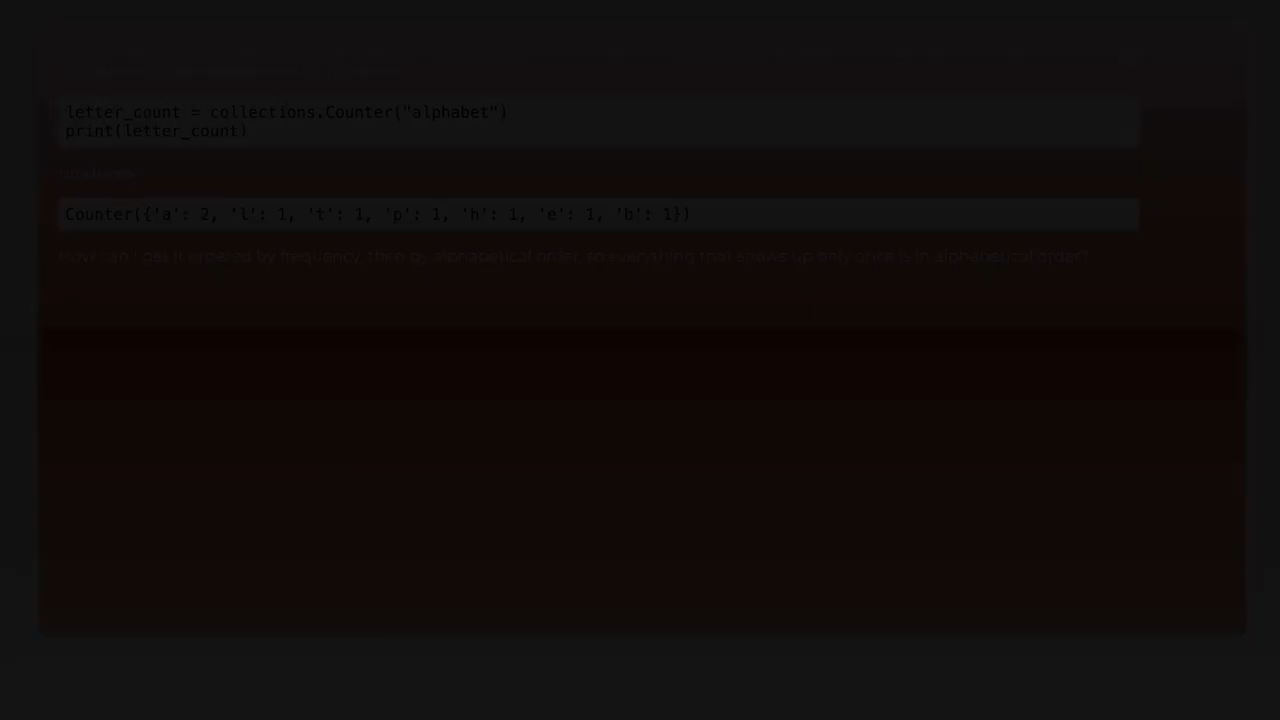 letter_count = collections.Counter("alphabet")
print(letter_count)
produces
Counter({'a': 2, 'l': 1, 't': 1, 'p': 1, 'h': 1, 'e': 1, 'b': 1})
How can I get it ordered by frequency, then by alphabetical order, so everything that shows up only once is in alphabetical order?